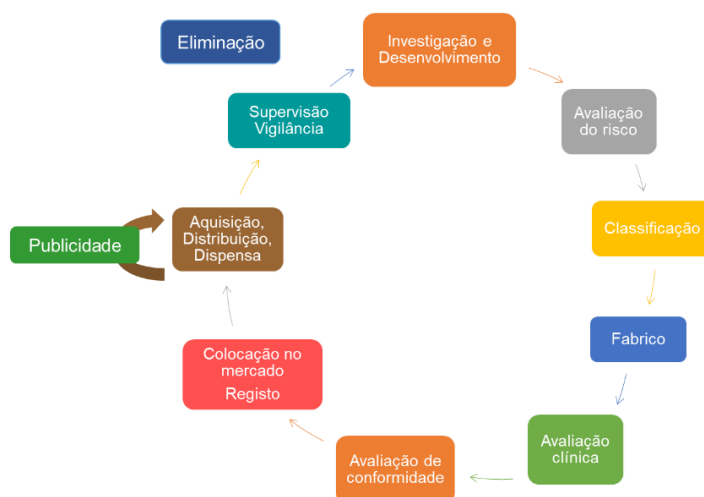 Eliminação
Investigação e
Desenvolvimento
Supervisão
Vigilância
Avaliação
do risco
Aquisição,
Distribuição,
Dispensa
Publicidade
Classificação
Fabrico
Colocação no
mercado
Registo
Avaliação
clínica
Avaliação de
conformidade